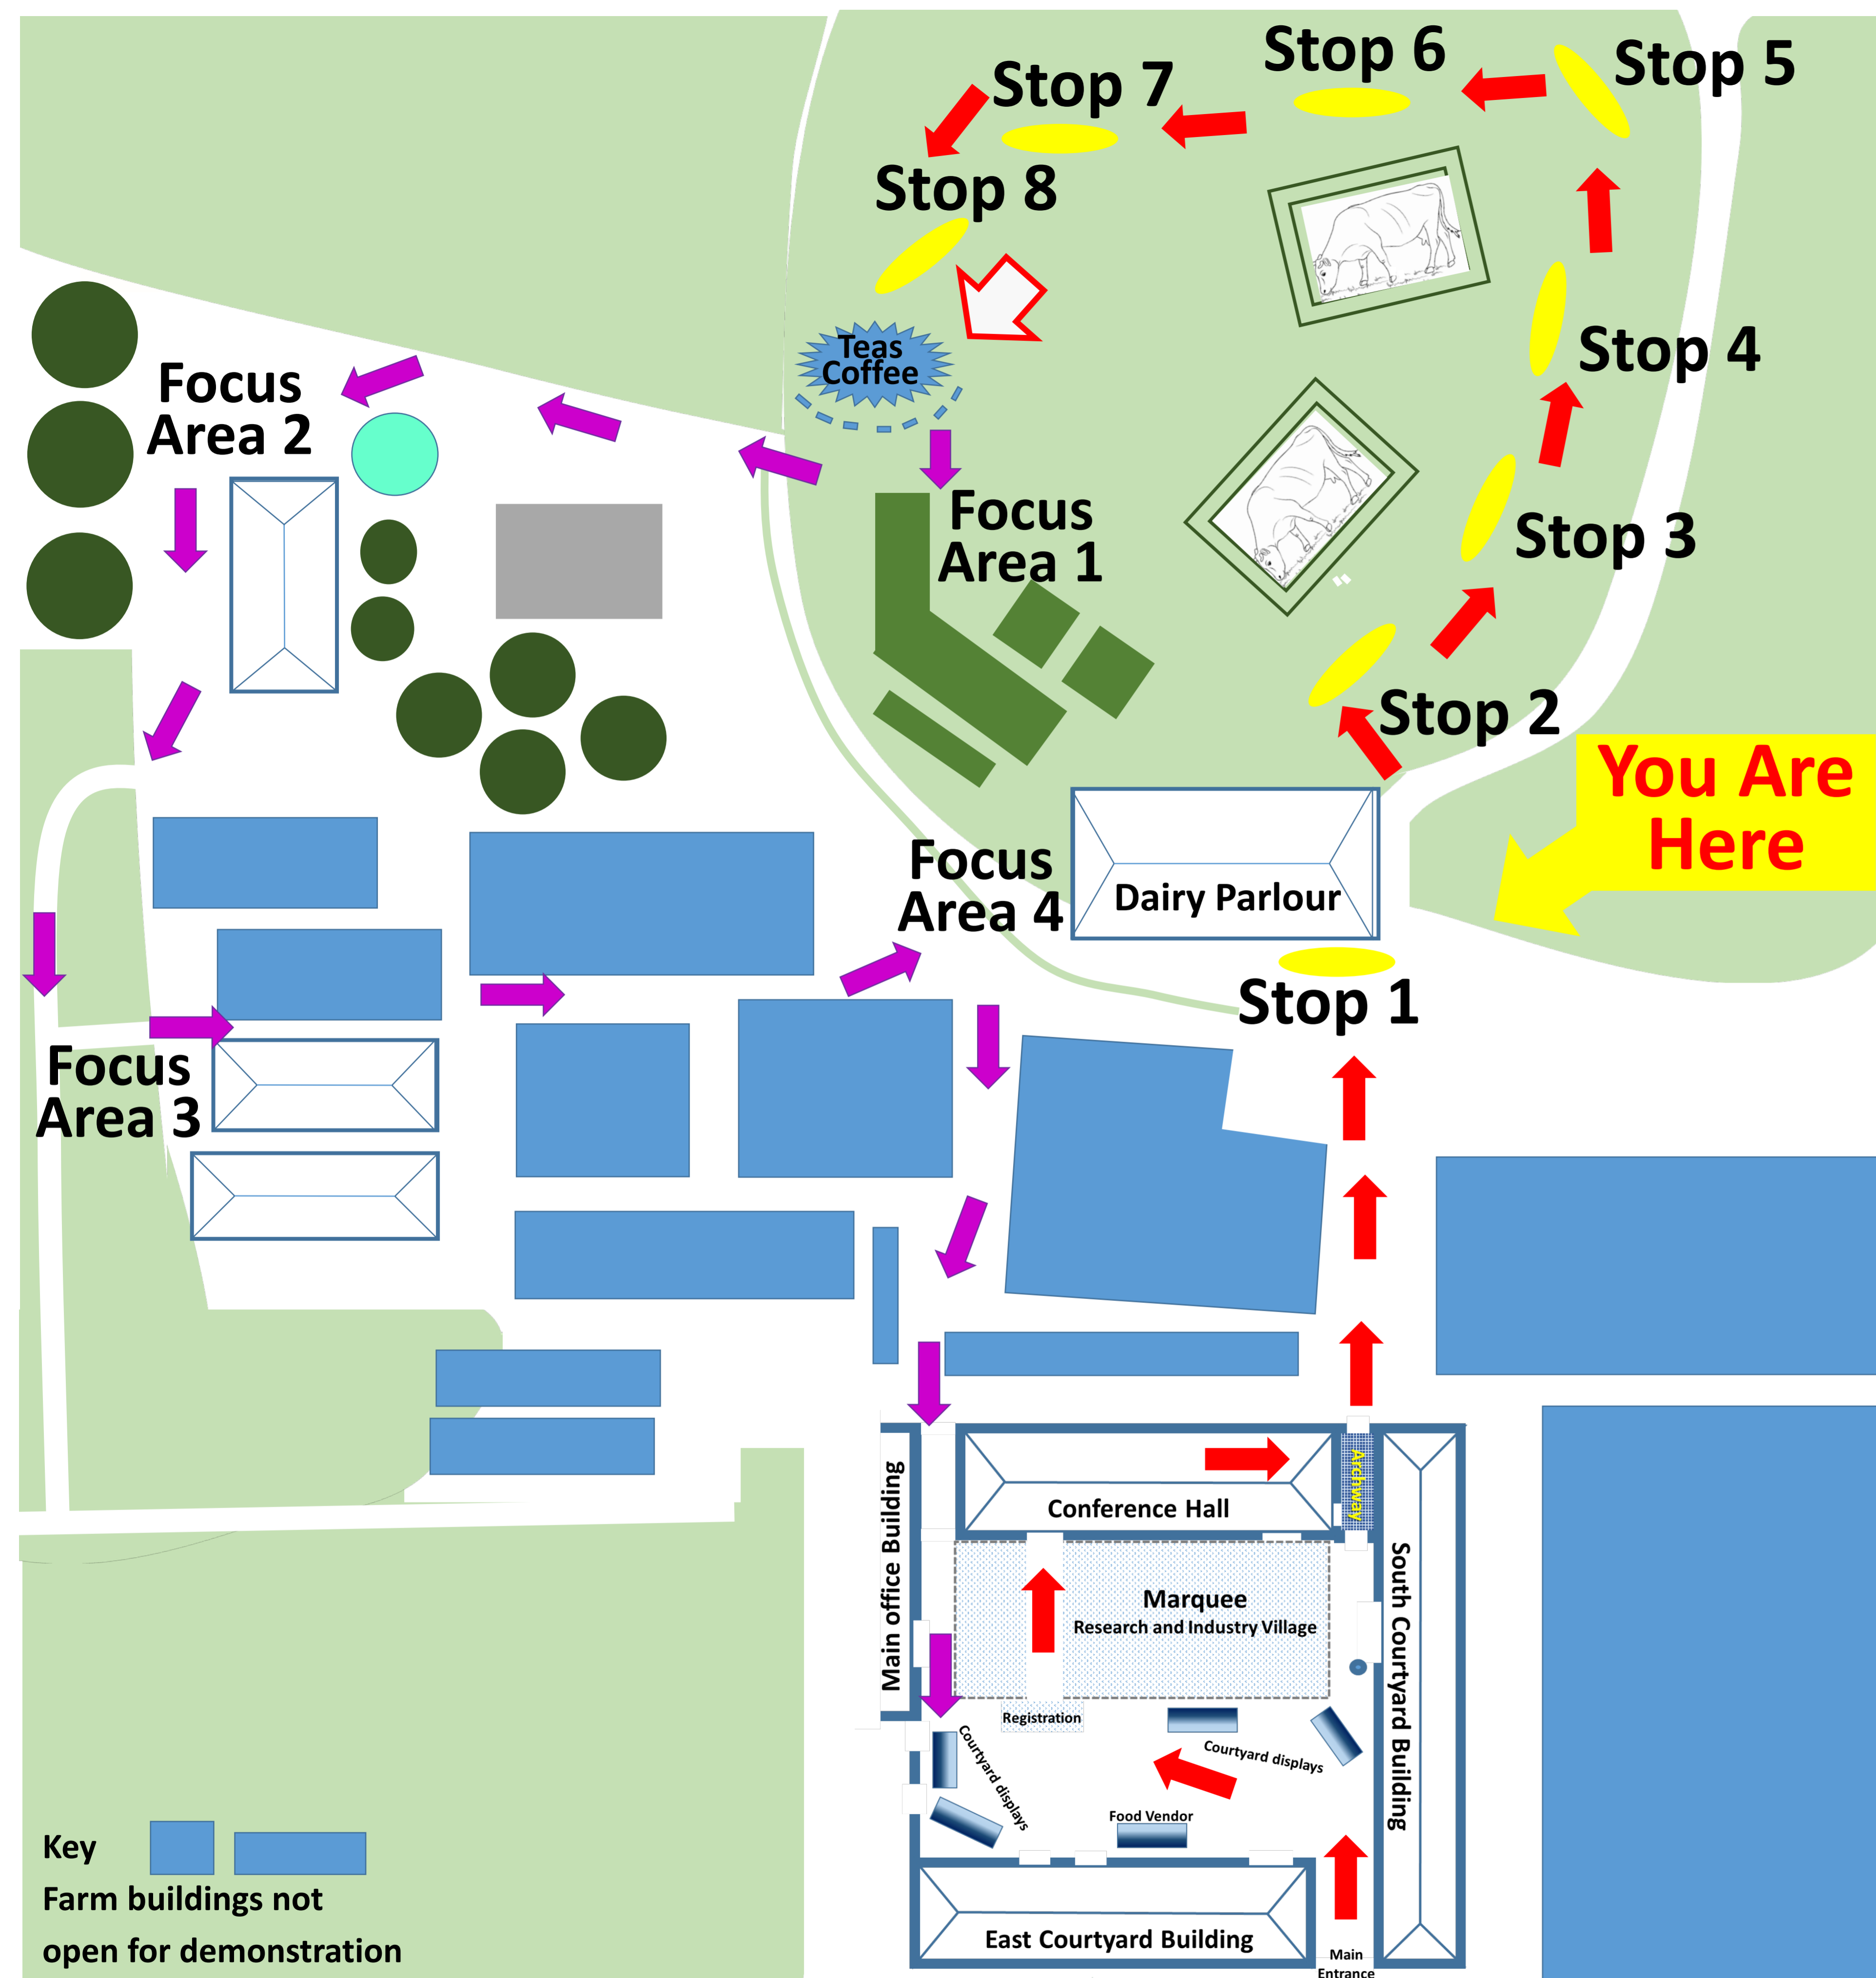 Stop 6
Stop 5
Stop 7
Stop 8
Teas
Coffee
Stop 4
Focus
Area 2
Focus
Area 1
Stop 3
Stop 2
You Are
Here
Focus
Area 4
Dairy Parlour
Stop 1
Focus
Area 3
Archway
Conference Hall
Main office Building
South Courtyard Building
Marquee
Research and Industry Village
Registration
Courtyard displays
Courtyard displays
Food Vendor
East Courtyard Building
Main
Entrance
Key
Farm buildings not
open for demonstration